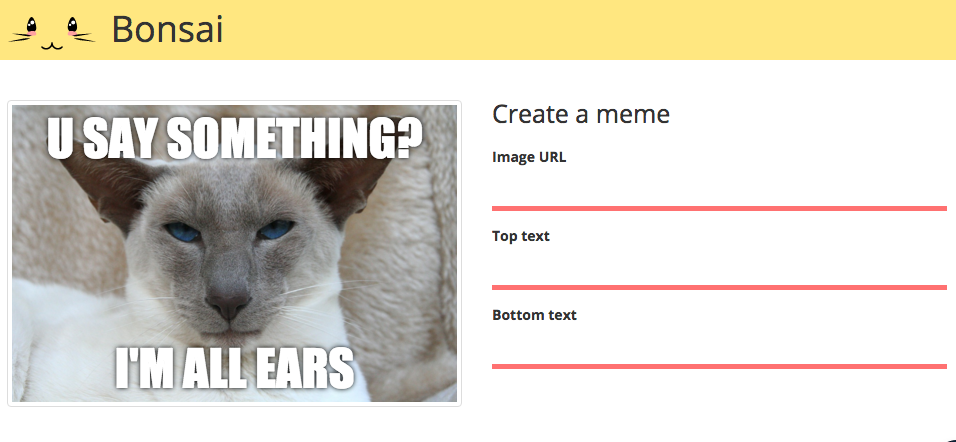 Bonsai
U SAY SOMETHING?
I'M ALL EARS
Create a meme
Image URL
Top text
Bottom text